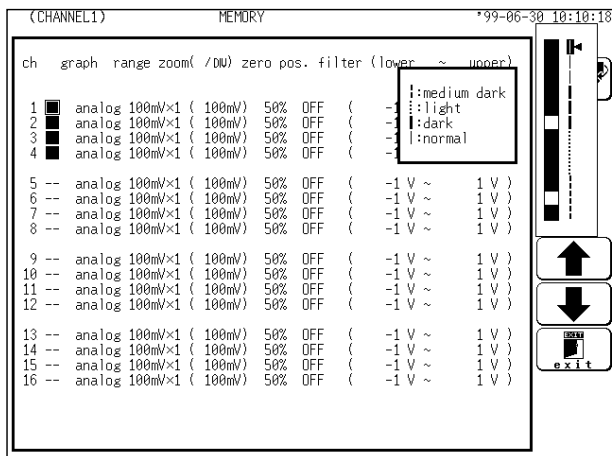 (CHANNEL1) MEMORY '99-06-30 10:10:18
ch graph range zoom( /DIV) zero pos. filter (lower ~ upper)
1 analog 100mV×1 ( 100mV) 50% OFF ( -1
2 analog 100mV×1 ( 100mV) 50% OFF ( -1
3 analog 100mV×1 ( 100mV) 50% OFF ( -1
4 analog 100mV×1 ( 100mV) 50% OFF ( -1
:medium dark
:light
:dark
:normal
5 -- analog 100mV×1 ( 100mV) 50% OFF ( -1 V ~ 1 V )
6 -- analog 100mV×1 ( 100mV) 50% OFF ( -1 V ~ 1 V )
7 -- analog 100mV×1 ( 100mV) 50% OFF ( -1 V ~ 1 V )
8 -- analog 100mV×1 ( 100mV) 50% OFF ( -1 V ~ 1 V )
9 -- analog 100mV×1 ( 100mV) 50% OFF ( -1 V ~ 1 V )
10 -- analog 100mV×1 ( 100mV) 50% OFF ( -1 V ~ 1 V )
11 -- analog 100mV×1 ( 100mV) 50% OFF ( -1 V ~ 1 V )
12 -- analog 100mV×1 ( 100mV) 50% OFF ( -1 V ~ 1 V )
13 -- analog 100mV×1 ( 100mV) 50% OFF ( -1 V ~ 1 V )
14 -- analog 100mV×1 ( 100mV) 50% OFF ( -1 V ~ 1 V )
15 -- analog 100mV×1 ( 100mV) 50% OFF ( -1 V ~ 1 V )
16 -- analog 100mV×1 ( 100mV) 50% OFF ( -1 V ~ 1 V )
EXIT
exit